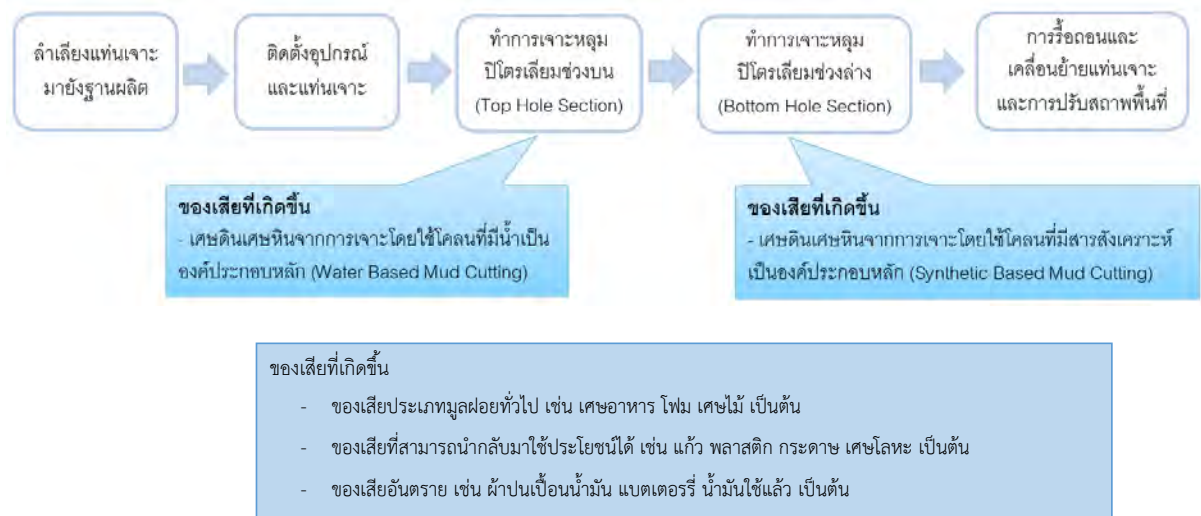 ลำเลียงแท่นเจาะ
มายังฐานผลิต
ติดตั้งอุปกรณ์
และแท่นเจาะ
ทำการเจาะหลุม
ปิโตรเลียมช่วงบน
(Top Hole Section)
ทำการเจาะหลุม
ปิโตรเลียมช่วงล่าง
(Bottom Hole Section)
การรื้อถอนและ
เคลื่อนย้ายแท่นเจาะ
และการปรับสภาพพื้นที่
ของเสียที่เกิดขึ้น
- เศษดินเศษหินจากการเจาะโดยใช้โคลนที่มีน้ำเป็น
องค์ประกอบหลัก (Water Based Mud Cutting)
ของเสียที่เกิดขึ้น
- เศษดินเศษหินจากการเจาะโดยใช้โคลนที่มีสารสังเคราะห์
เป็นองค์ประกอบหลัก (Synthetic Based Mud Cutting)
ของเสียที่เกิดขึ้น
- ของเสียประเภทมูลฝอยทั่วไป เช่น เศษอาหาร โฟม เศษไม้ เป็นต้น
- ของเสียที่สามารถนำกลับมาใช้ประโยชน์ได้ เช่น แก้ว พลาสติก กระดาษ เศษโลหะ เป็นต้น
- ของเสียอันตราย เช่น ผ้าปนเปื้อนน้ำมัน แบตเตอรรี่ น้ำมันใช้แล้ว เป็นต้น